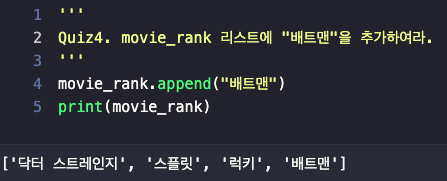 1 '''
2 Quiz4. movie_rank 리스트에 "배트맨"을 추가하여라.
3 '''
4 movie_rank.append("배트맨")
5 print(movie_rank)
['닥터 스트레인지', '스플릿', '럭키', '배트맨']